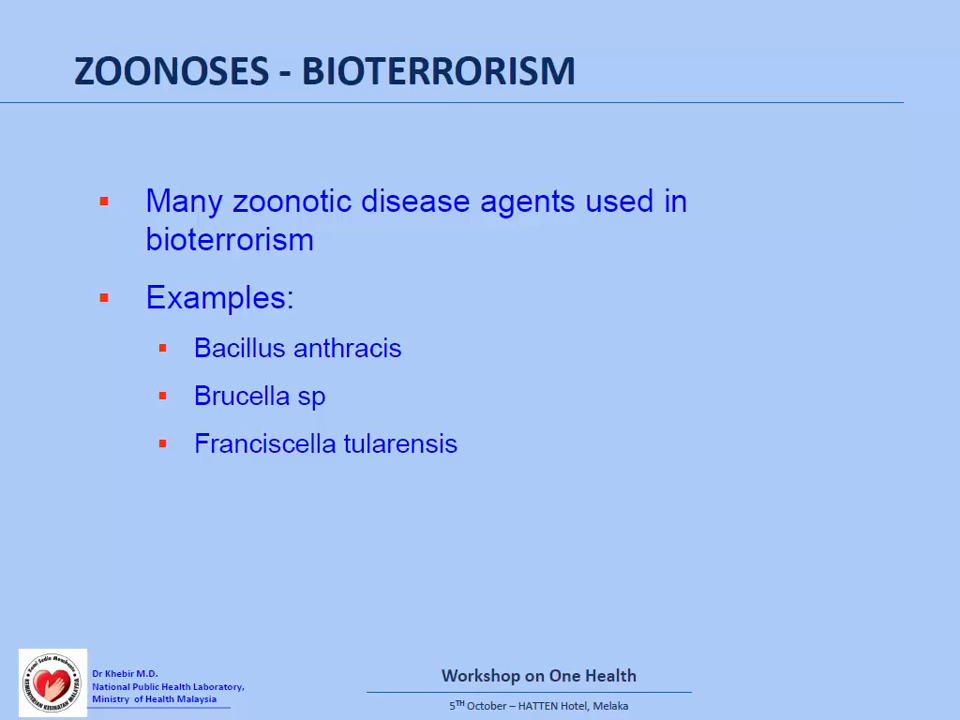 ZOONOSES - BIOTERRORISM
Many zoonotic disease agents used in
bioterrorism
Examples:
Bacillus anthracis
Brucella sp
Franciscella tularensis
Dr Khebir M.D.
National Public Health Laboratory,
Ministry of Health Malaysia
Workshop on One Health
5TH October – HATTEN Hotel, Melaka